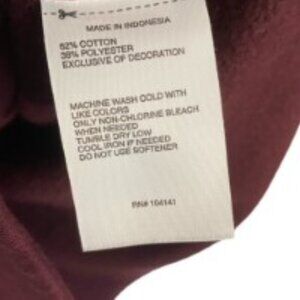 MADE IN INDONESIA
62% COTTON
38% POLYESTER
EXCLUSIVE OF DECORATION
MACHINE WASH COLD WITH
LIKE COLORS
ONLY NON-CHLORINE BLEACH
WHEN NEEDED
TUMBLE DRY LOW
COOL IRON IF NEEDED
DO NOT USE SOFTENER
RN# 104141